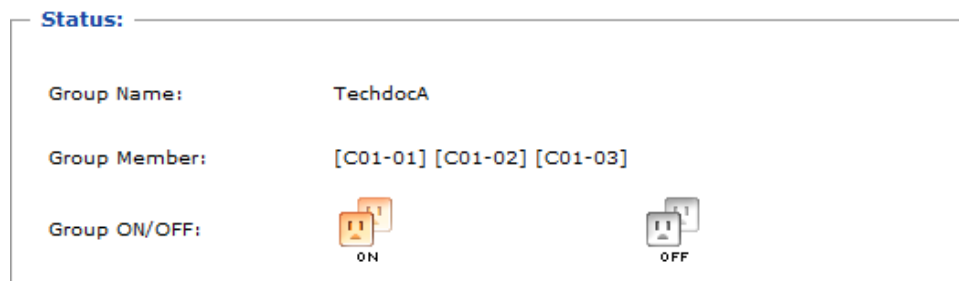 Status:
Group Name: TechdocA
Group Member: [C01-01] [C01-02] [C01-03]
Group ON/OFF:
ON OFF